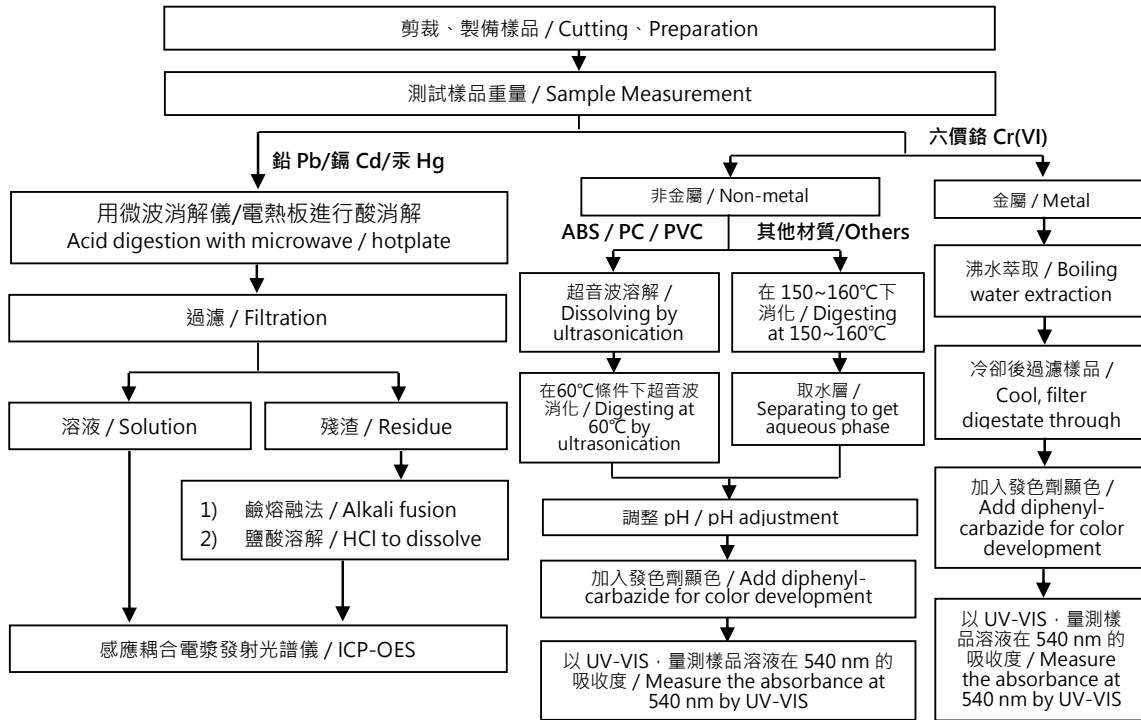 剪裁、製備樣品 / Cutting、Preparation
測試樣品重量 / Sample Measurement
鉛 Pb/鎘 Cd/汞 Hg
用微波消解儀/電熱板進行酸消解
Acid digestion with microwave / hotplate
過濾 / Filtration
溶液 / Solution
殘渣 / Residue
1) 鹼熔融法 / Alkali fusion
2) 鹽酸溶解 / HCl to dissolve
感應耦合電漿發射光譜儀 / ICP-OES
六價鉻 Cr(VI)
非金屬 / Non-metal
ABS / PC / PVC
其他材質/Others
超音波溶解 /
Dissolving by
ultrasonication
在60℃條件下超音波
消化 / Digesting at
60℃ by
ultrasonication
在 150~160℃下
消化 / Digesting
at 150~160℃
取水層 /
Separating to get
aqueous phase
調整 pH / pH adjustment
加入發色劑顯色 / Add diphenyl-
carbazide for color development
以 UV-VIS，量測樣品溶液在 540 nm 的
吸收度 / Measure the absorbance at
540 nm by UV-VIS
金屬 / Metal
沸水萃取 / Boiling
water extraction
冷卻後過濾樣品 /
Cool, filter
digestate through
加入發色劑顯色 /
Add diphenyl-
carbazide for color
development
以 UV-VIS，量測樣
品溶液在 540 nm 的
吸收度 / Measure
the absorbance at
540 nm by UV-VIS